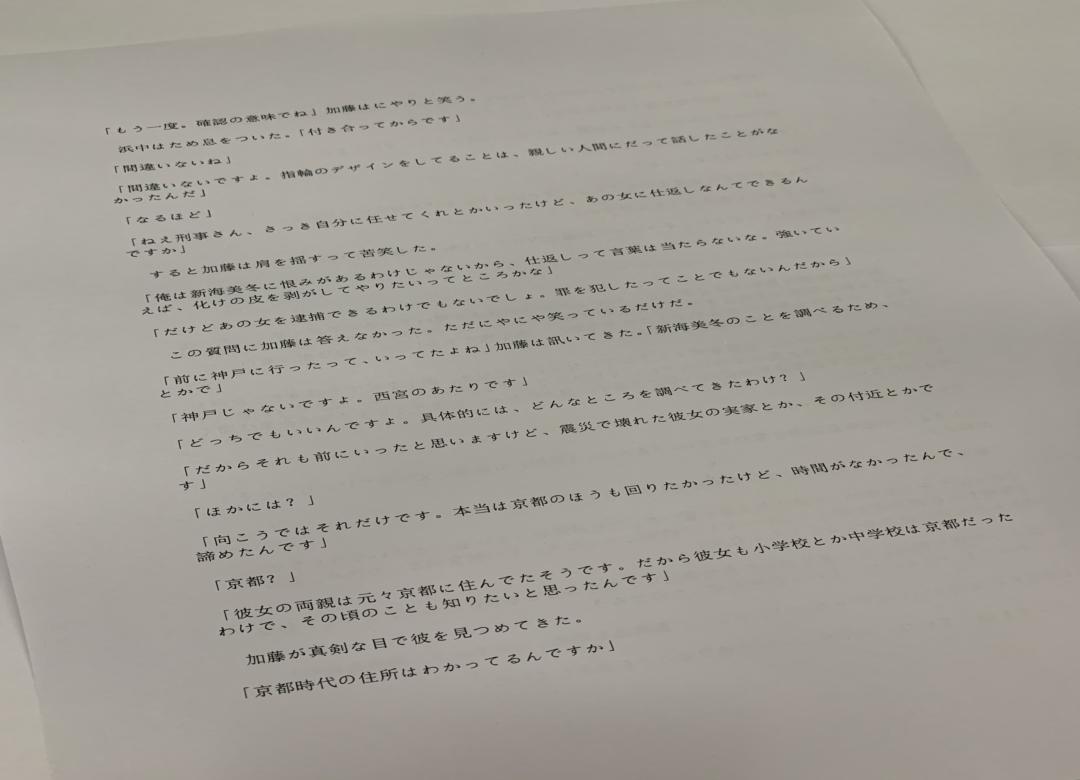 「もう一度。確認の意味でね」加藤はにやりと笑う。
浜中はため息をついた。「付き合ってからです」
「間違いないね」
「間違いないですよ。指輪のデザインをしてることは、親しい人間にだって話したことがな
かったんだ」
「なるほど」
「ねえ刑事さん、さっき自分に任せてくれとかいったけど、あの女に仕返しなんてできるん
ですか」
すると加藤は肩を揺すって苦笑した。
「俺は新海美冬に恨みがあるわけじゃないから、仕返しって言葉は当たらないな。強いてい
えば、化けの皮を剥がしてやりたいってところかな」
「だけどあの女を逮捕できるわけでもないでしょ。罪を犯したってことでもないんだから」
この質問に加藤は答えなかった。ただにやにや笑っているだけだ。
「前に神戸に行ったって、いってたよね」加藤は訊いてきた。「新海美冬のことを調べるため、
とかで」
「神戸じゃないですよ。西宮のあたりです」
「どっちでもいいんですよ。具体的には、どんなところを調べてきたわけ？」
「だからそれも前にいったと思いますけど、震災で壊れた彼女の実家とか、その付近とかで
す」
「ほかには？」
「向こうではそれだけです。本当は京都のほうも回りたかったけど、時間がなかったんで、
諦めたんです」
「京都？」
「彼女の両親は元々京都に住んでたそうです。だから彼女も小学校とか中学校は京都だった
わけで、その頃のことも知りたいと思ったんです」
加藤が真剣な目で彼を見つめてきた。
「京都時代の住所はわかってるんですか」